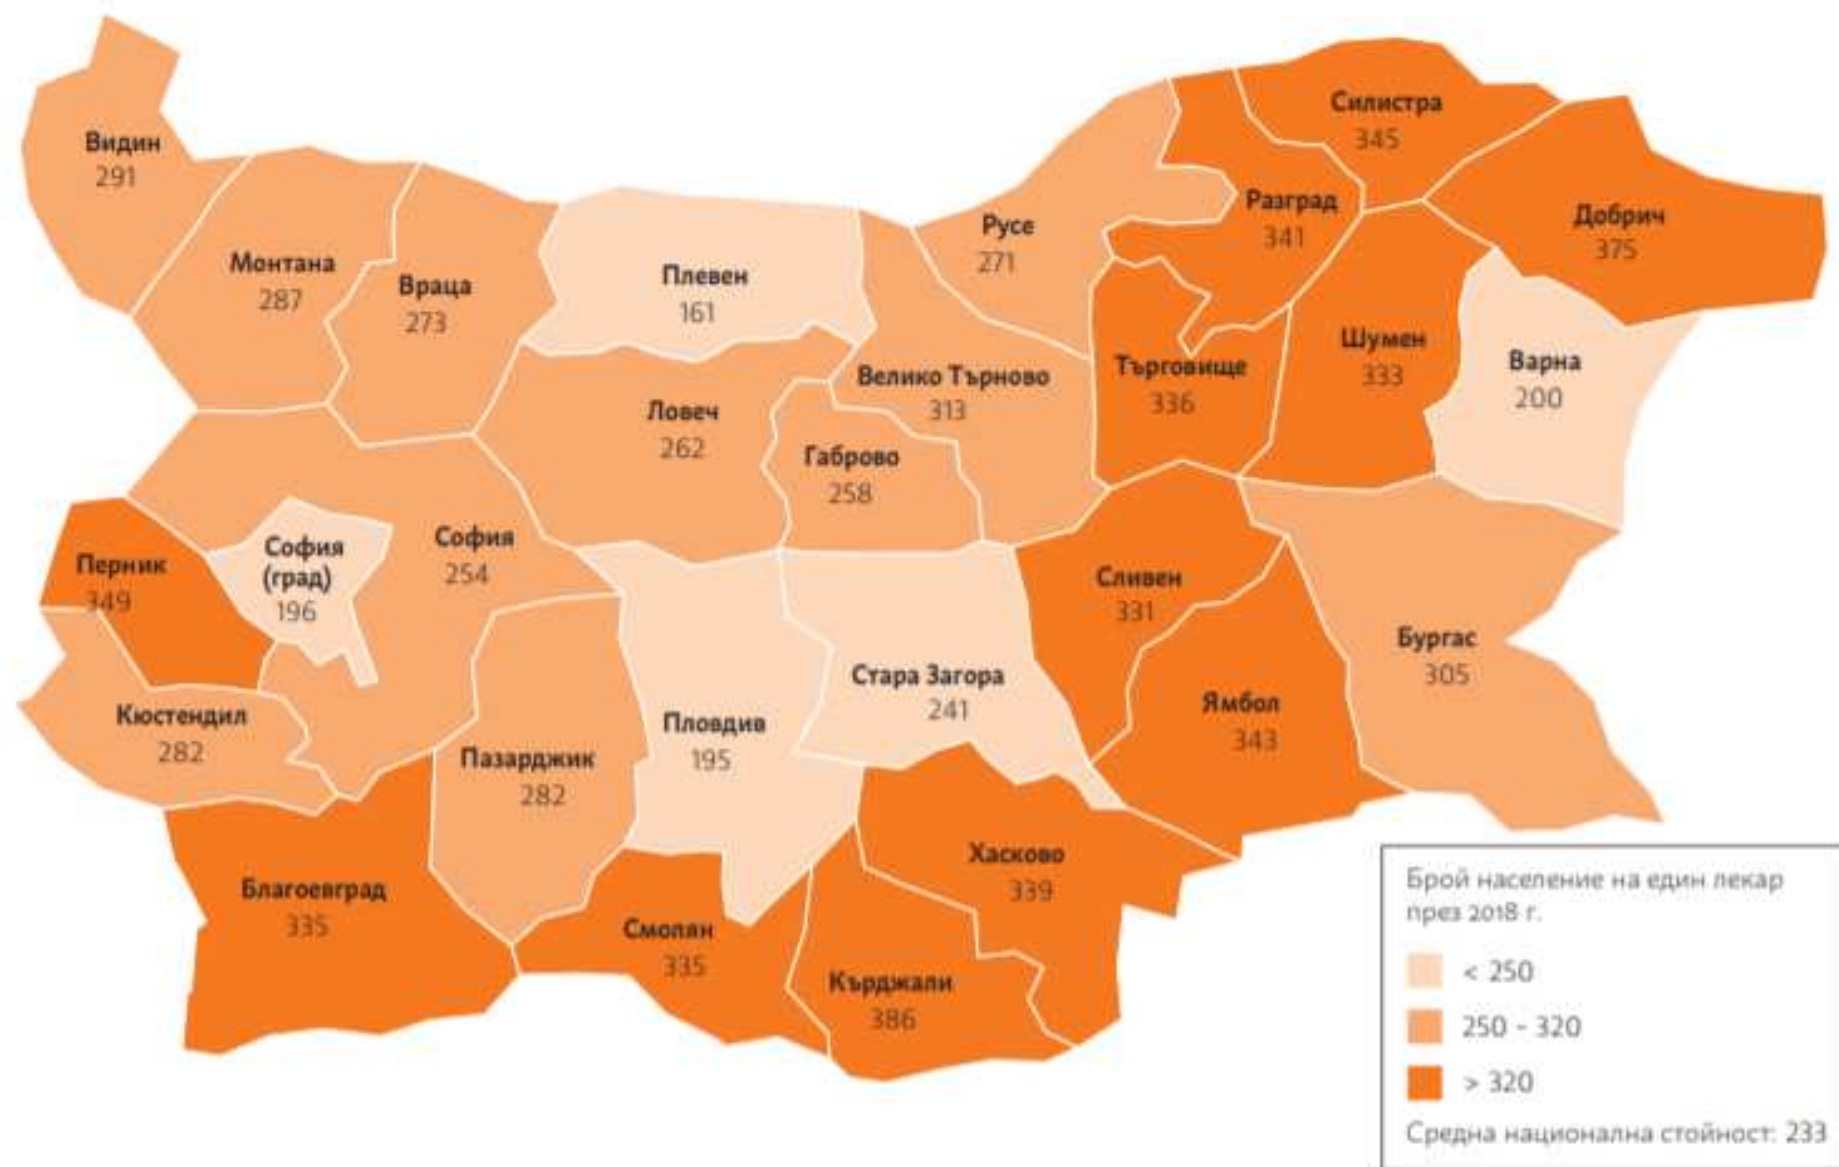 Видин
291
Монтана
287
Враца
273
Плевен
161
Ловеч
262
Велико Търново
313
Габрово
258
Русе
271
Разград
341
Силистра
345
Добрич
375
Търговище
336
Шумен
333
Варна
200
Перник
349
София
(град)
196
София
254
Кюстендил
282
Благоевград
335
Пазарджик
282
Пловдив
195
Стара Загора
241
Сливен
331
Ямбол
343
Бургас
305
Хасково
339
Смолян
335
Кърджали
386
Брой население на един лекар
през 2018 г.
< 250
250 - 320
> 320
Средна национална стойност: 233